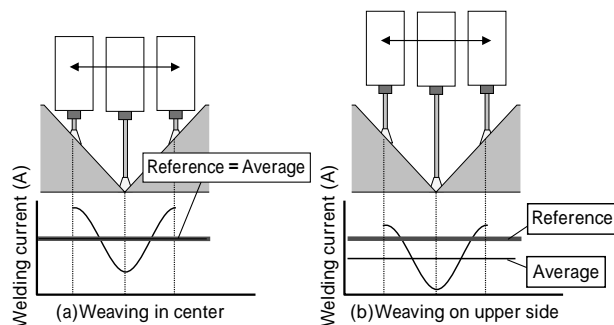 Welding current (A)
Reference = Average
(a)Weaving in center
Welding current (A)
Reference
Average
(b)Weaving on upper side